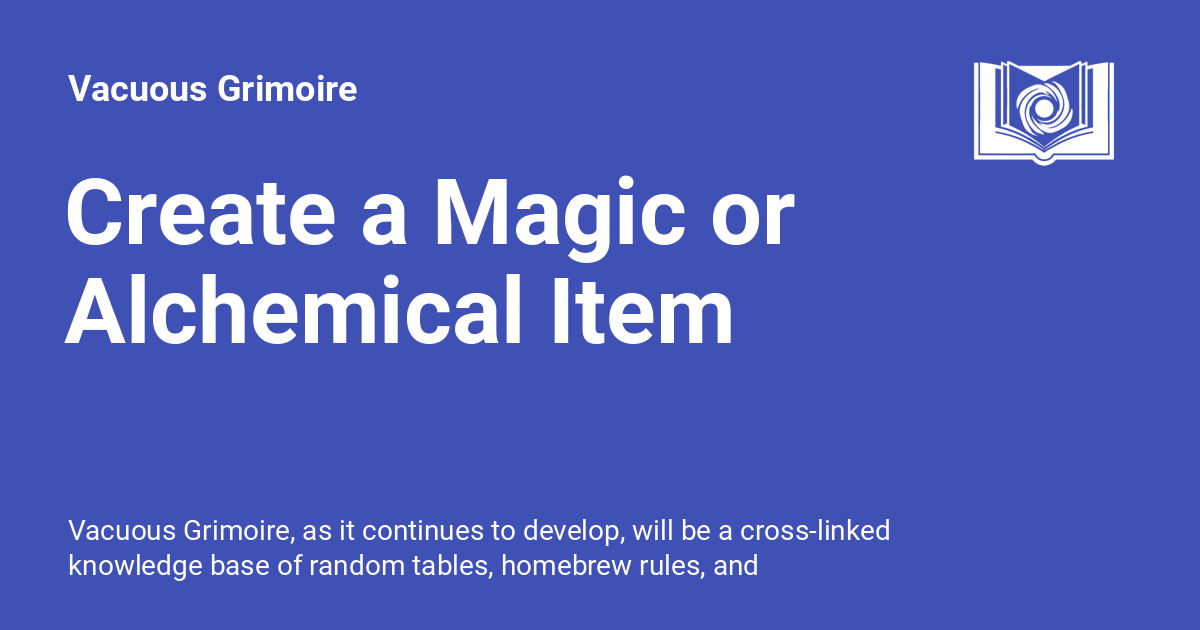 Vacuous Grimoire
Create a Magic or
Alchemical Item
Vacuous Grimoire, as it continues to develop, will be a cross-linked
knowledge base of random tables, homebrew rules, and